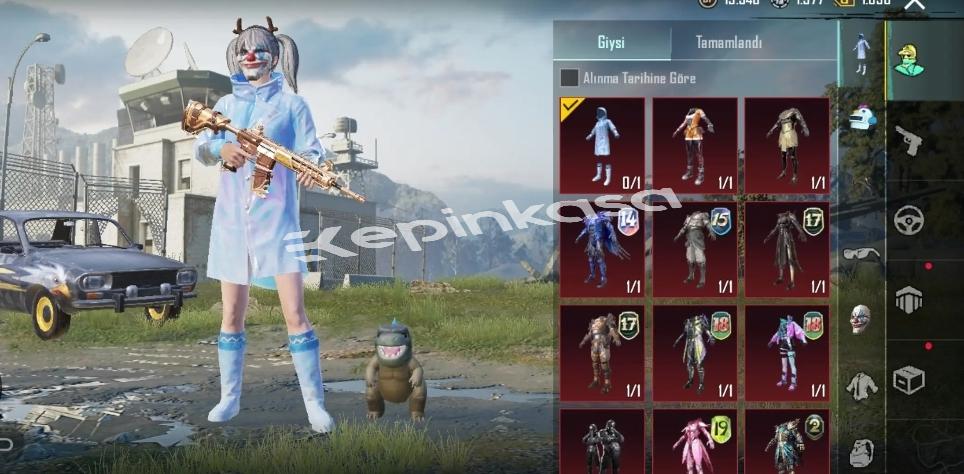 Giysi Tamamlandı
Alınma Tarihine Göre
0/1 1/1 1/1
14 15 17
1/1 1/1 1/1
17 18 18
1/1 1/1 1/1
19 2
epinkasa